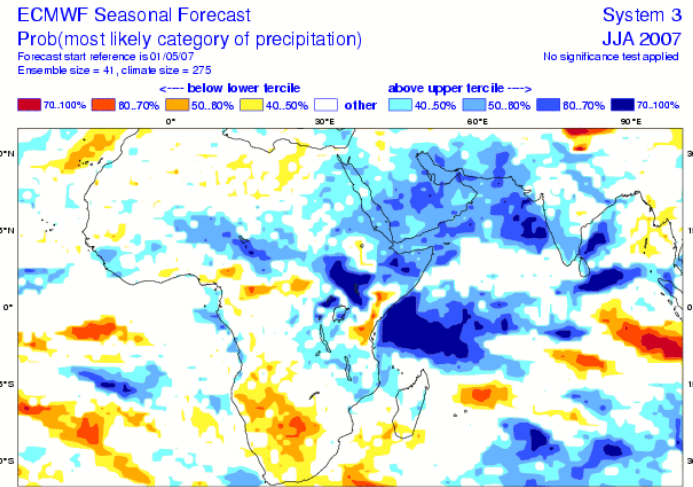 ECMWF Seasonal Forecast System 3
Prob(most likely category of precipitation) JJA 2007
Forecast start reference is 01/05/07 No significance test applied
Ensemble size = 41, climate size = 275
<---- below lower tercile above upper tercile ---->
70..100% 60..70% 50..60% 40..50% other 40..50% 50..60% 60..70% 70..100%
0° 30°E 60°E 90°E
0°